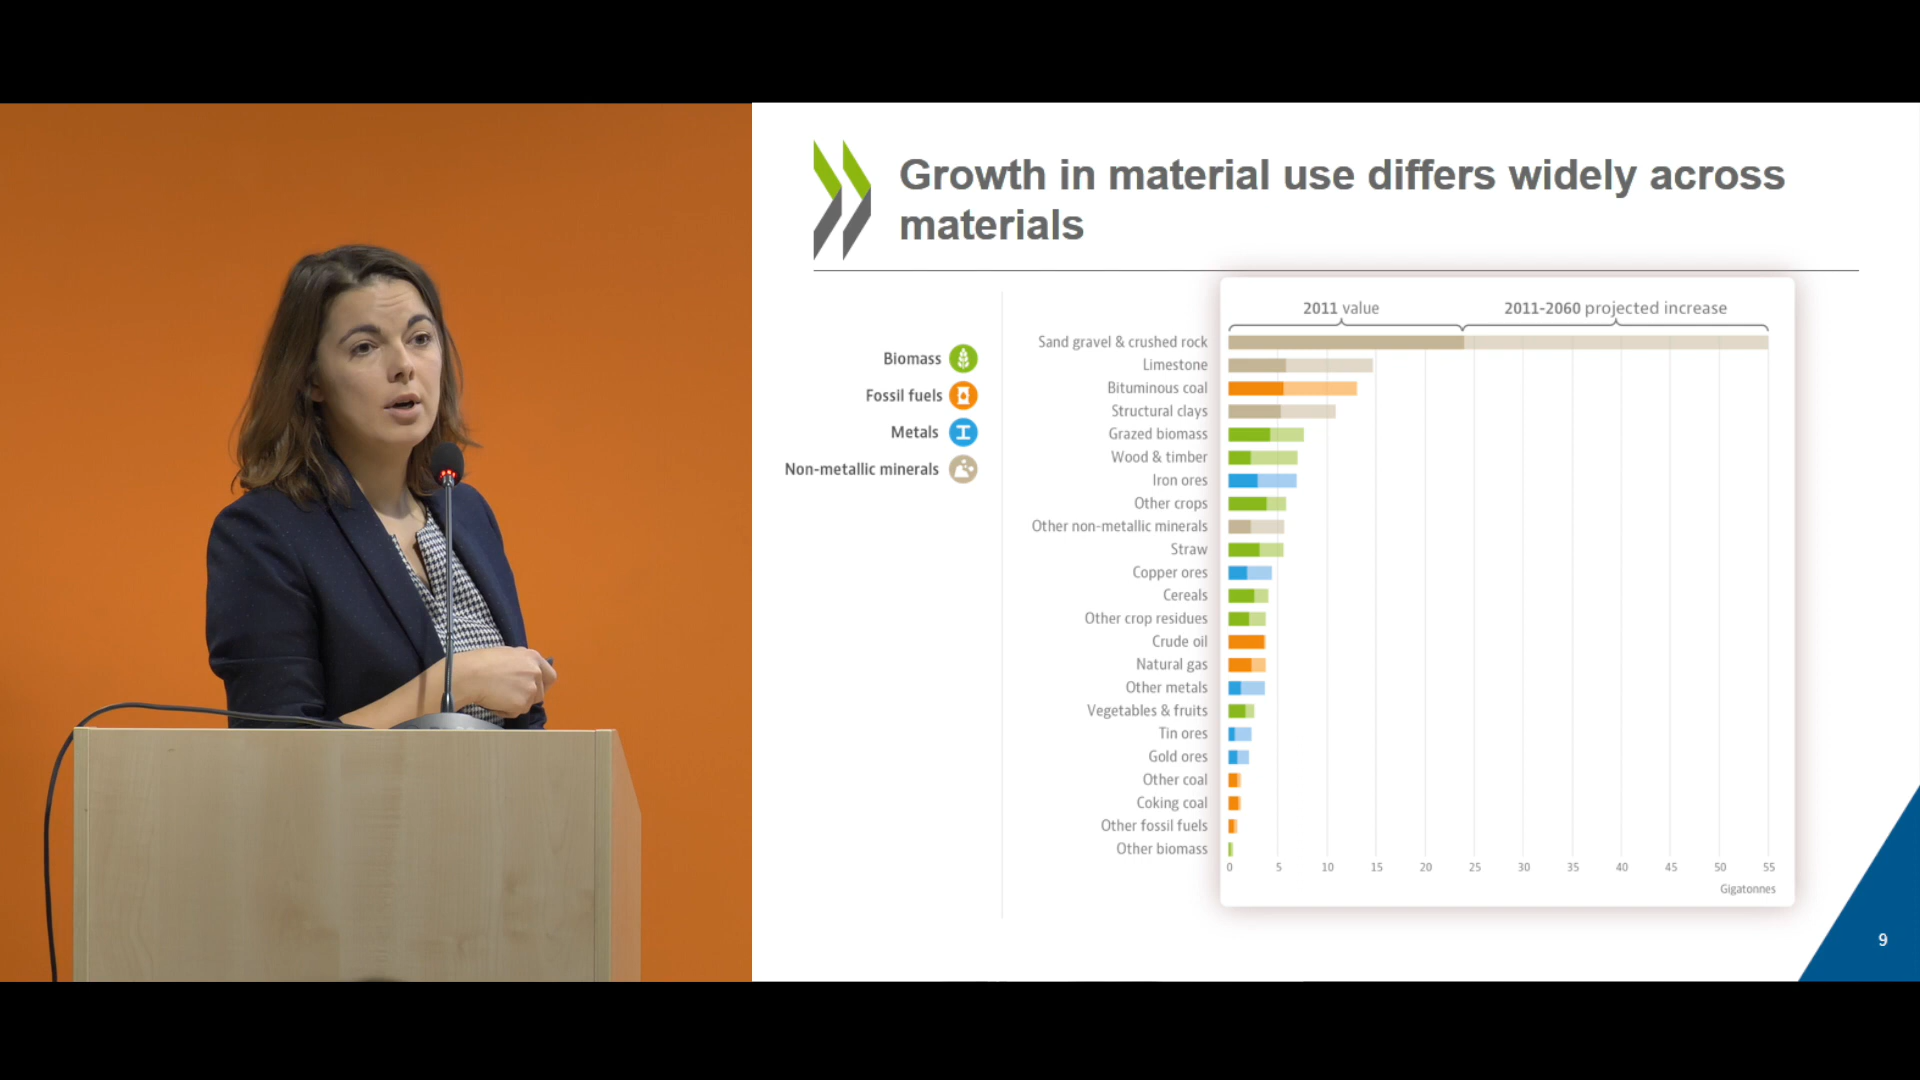 Growth in material use differs widely across
materials
Biomass
Fossil fuels
Metals
Non-metallic minerals
2011 value
2011-2060 projected increase
Sand gravel & crushed rock
Limestone
Bituminous coal
Structural clays
Grazed biomass
Wood & timber
Iron ores
Other crops
Other non-metallic minerals
Straw
Copper ores
Cereals
Other crop residues
Crude oil
Natural gas
Other metals
Vegetables & fruits
Tin ores
Gold ores
Other coal
Coking coal
Other fossil fuels
Other biomass
0 5 10 15 20 25 30 35 40 45 50 55
Gigatonnes
9